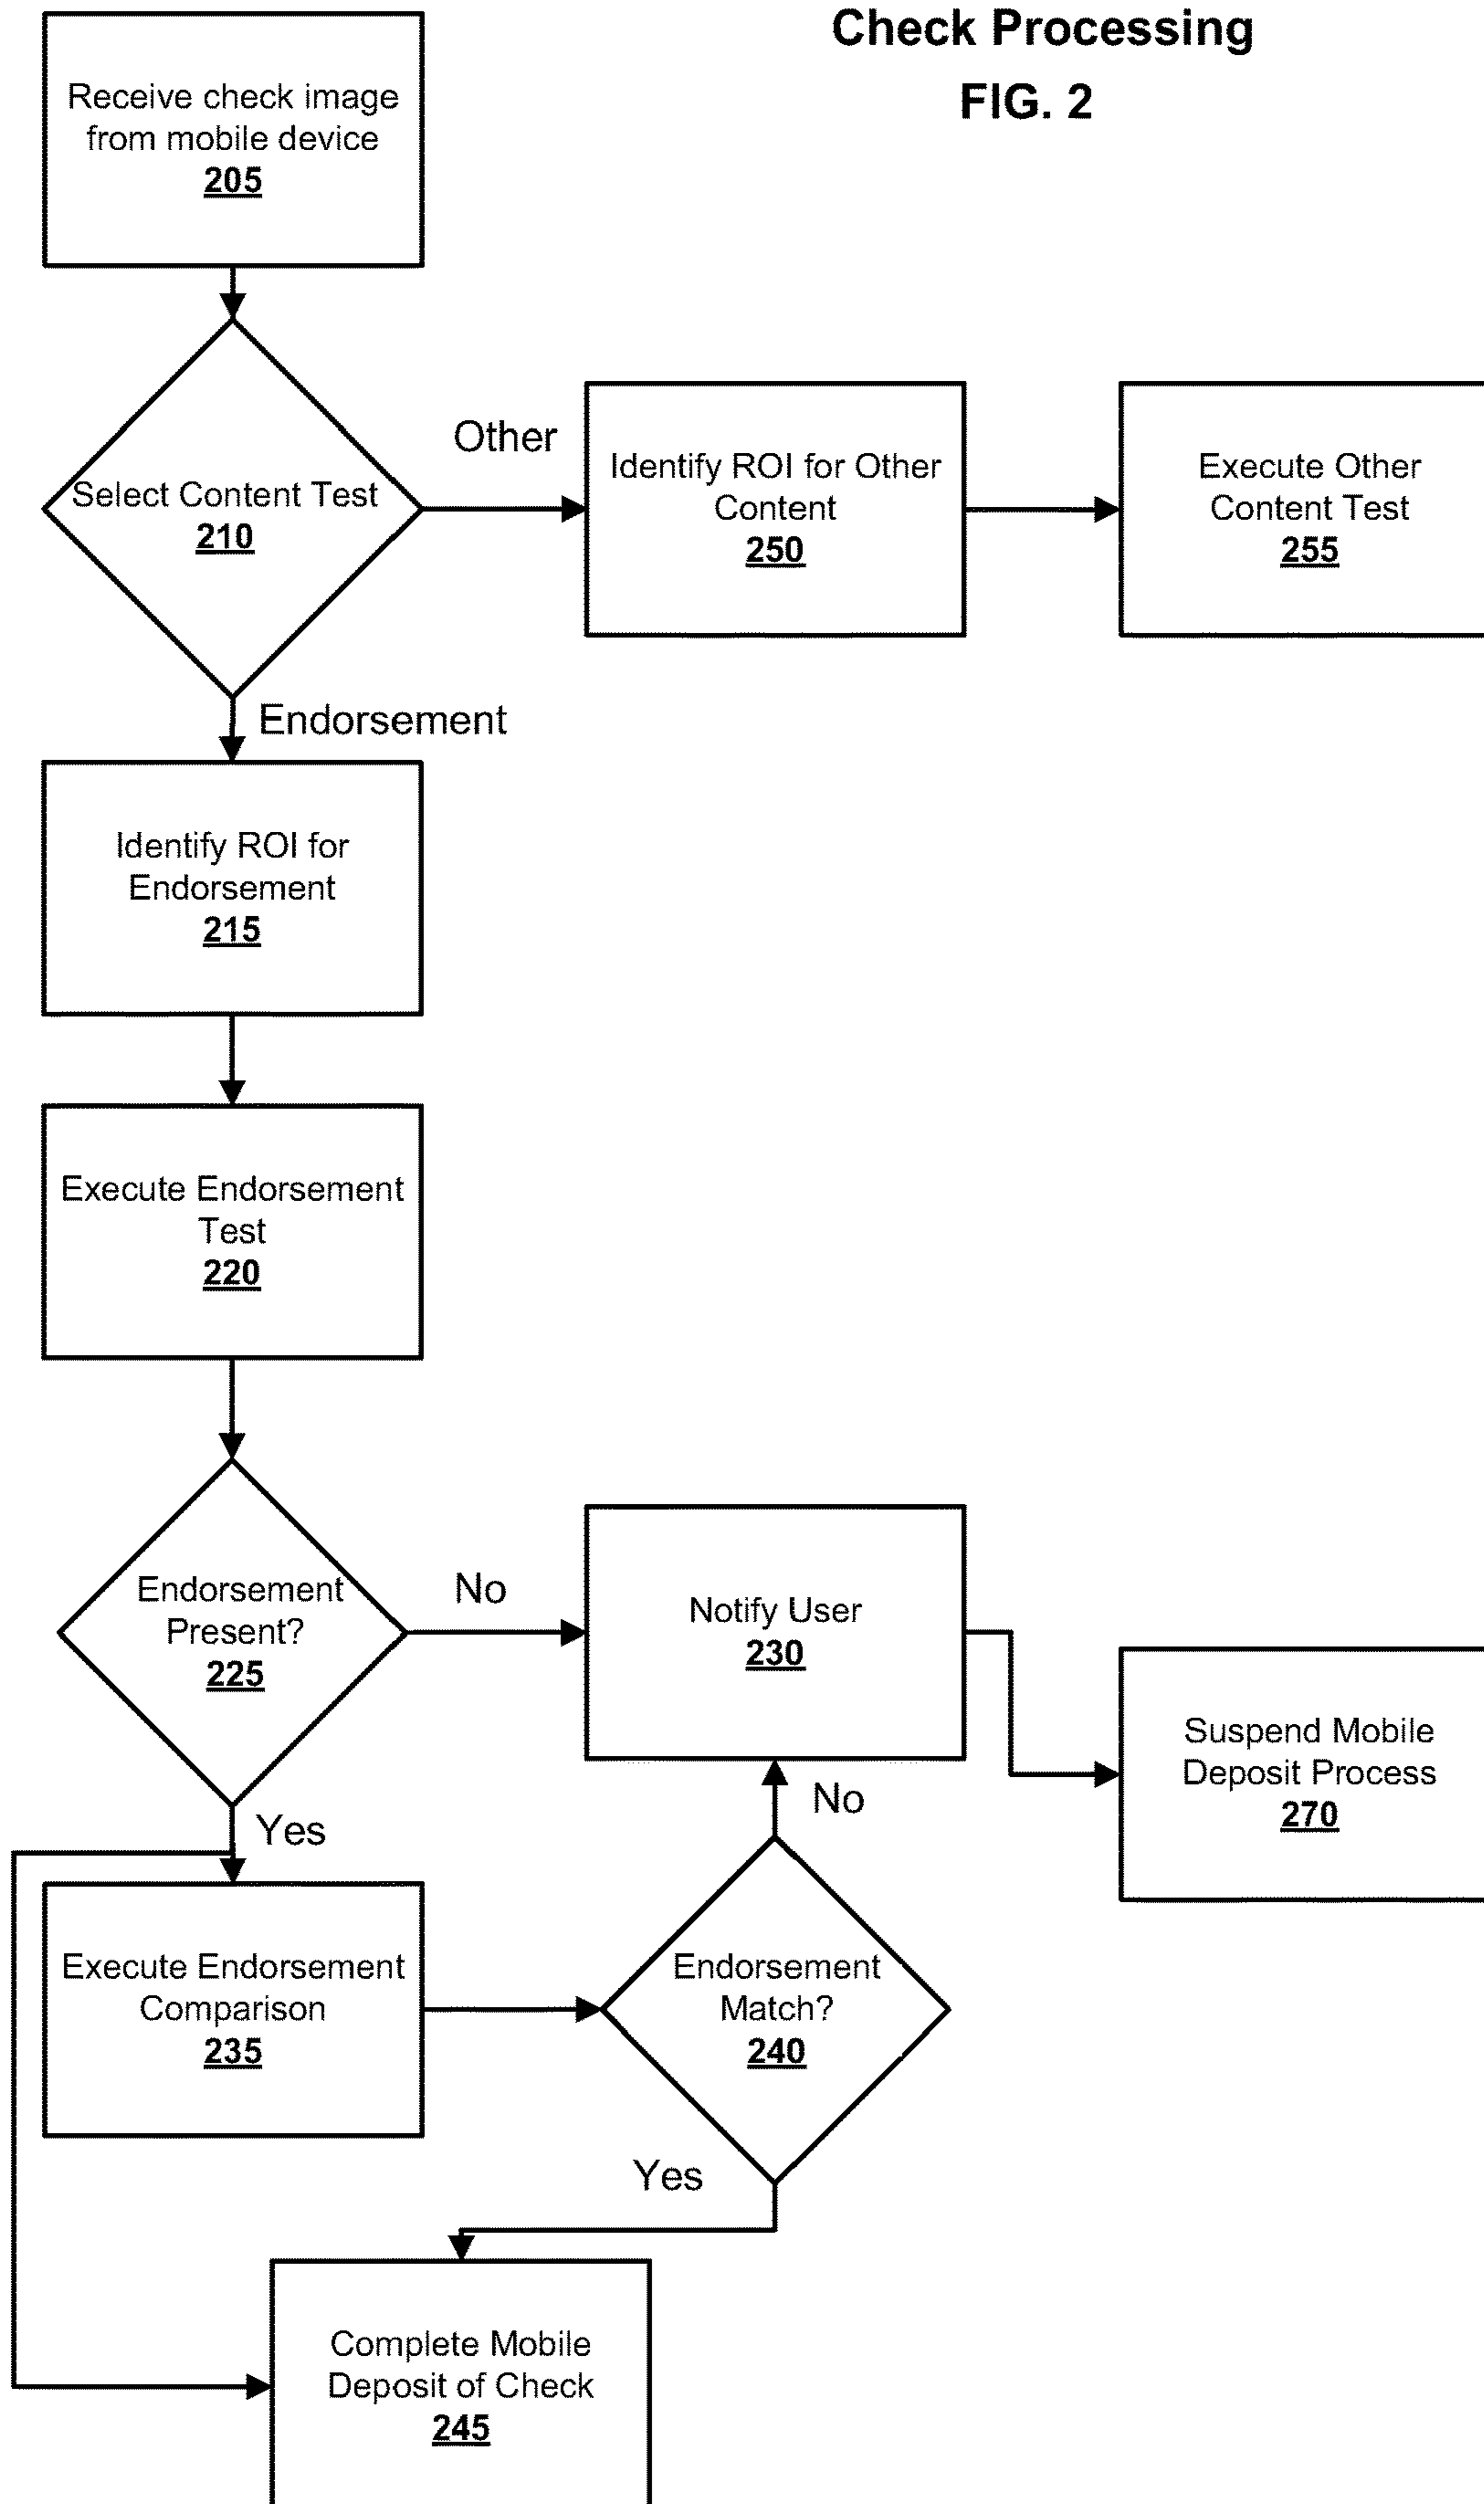 Check Processing
FIG. 2
Receive check image
from mobile device
205
Select Content Test
210
Other
Identify ROI for Other
Content
250
Execute Other
Content Test
255
Endorsement
Identify ROI for
Endorsement
215
Execute Endorsement
Test
220
Endorsement
Present?
225
No
Notify User
230
Suspend Mobile
Deposit Process
270
Yes
No
Execute Endorsement
Comparison
235
Endorsement
Match?
240
Yes
Complete Mobile
Deposit of Check
245